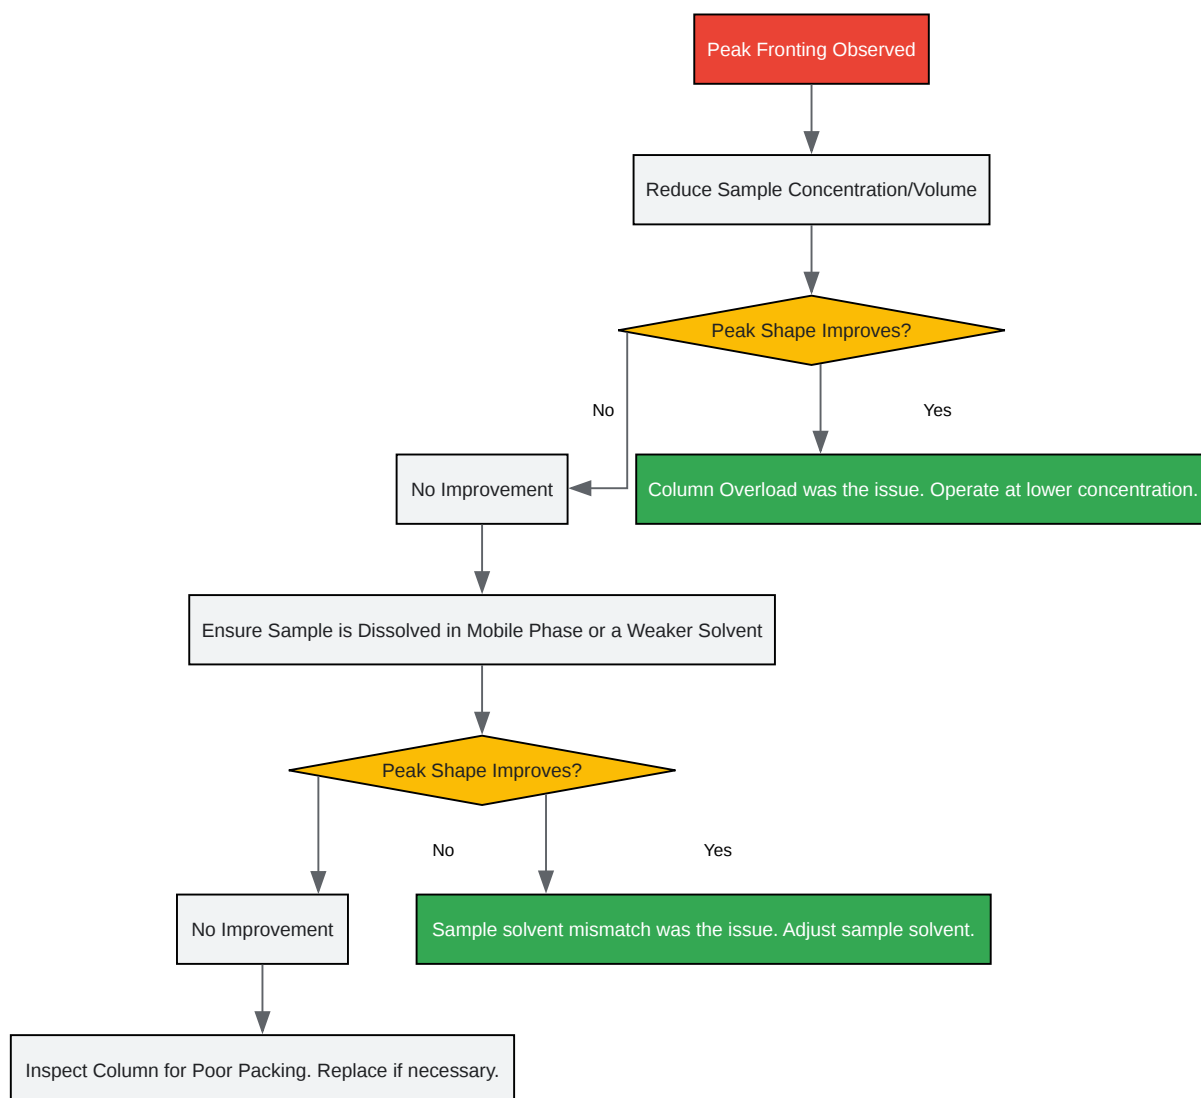 Peak Fronting Observed
Reduce Sample Concentration/Volume
Peak Shape Improves?
No
Yes
No Improvement
Column Overload was the issue. Operate at lower concentration.
Ensure Sample is Dissolved in Mobile Phase or a Weaker Solvent
Peak Shape Improves?
No
Yes
No Improvement
Sample solvent mismatch was the issue. Adjust sample solvent.
Inspect Column for Poor Packing. Replace if necessary.